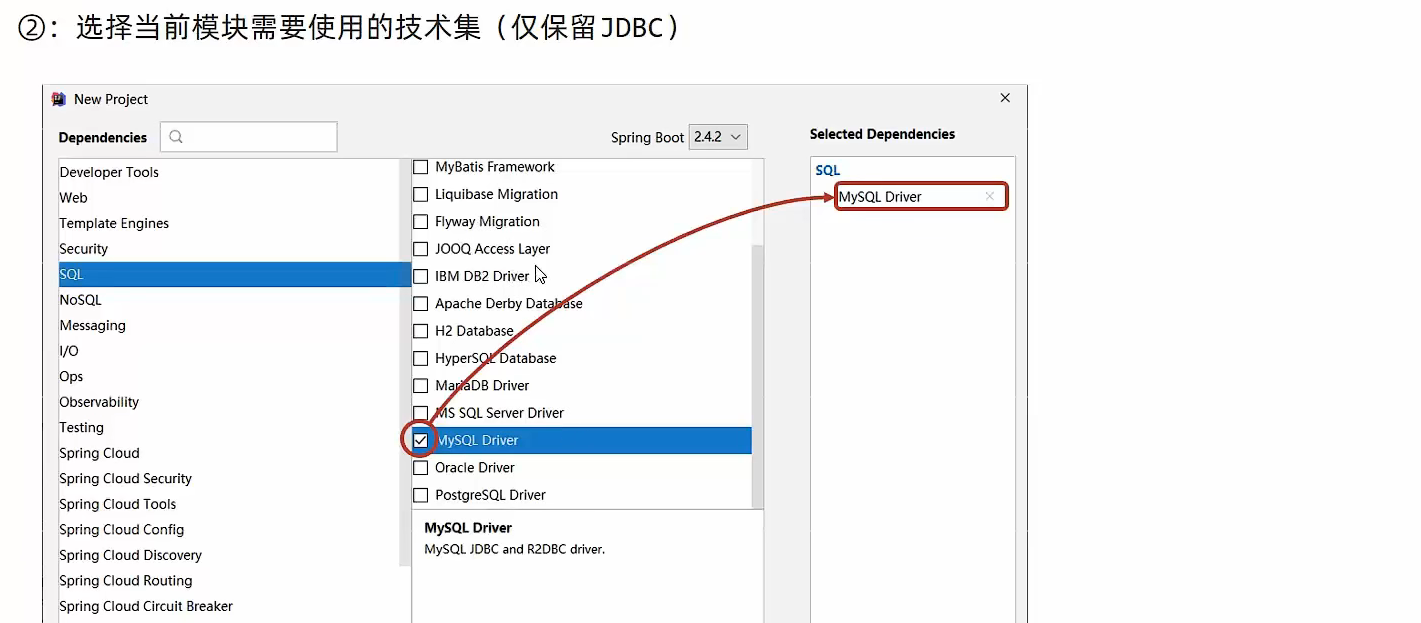 ②：选择当前模块需要使用的技术集（仅保留JDBC）
New Project
Dependencies
Spring Boot 2.4.2
Selected Dependencies
Developer Tools
Web
Template Engines
Security
SQL
NoSQL
Messaging
I/O
Ops
Observability
Testing
Spring Cloud
Spring Cloud Security
Spring Cloud Tools
Spring Cloud Config
Spring Cloud Discovery
Spring Cloud Routing
Spring Cloud Circuit Breaker
MyBatis Framework
Liquibase Migration
Flyway Migration
JOOQ Access Layer
IBM DB2 Driver
Apache Derby Database
H2 Database
HyperSQL Database
MariaDB Driver
MS SQL Server Driver
MySQL Driver
Oracle Driver
PostgreSQL Driver
MySQL Driver
MySQL JDBC and R2DBC driver.
SQL
MySQL Driver